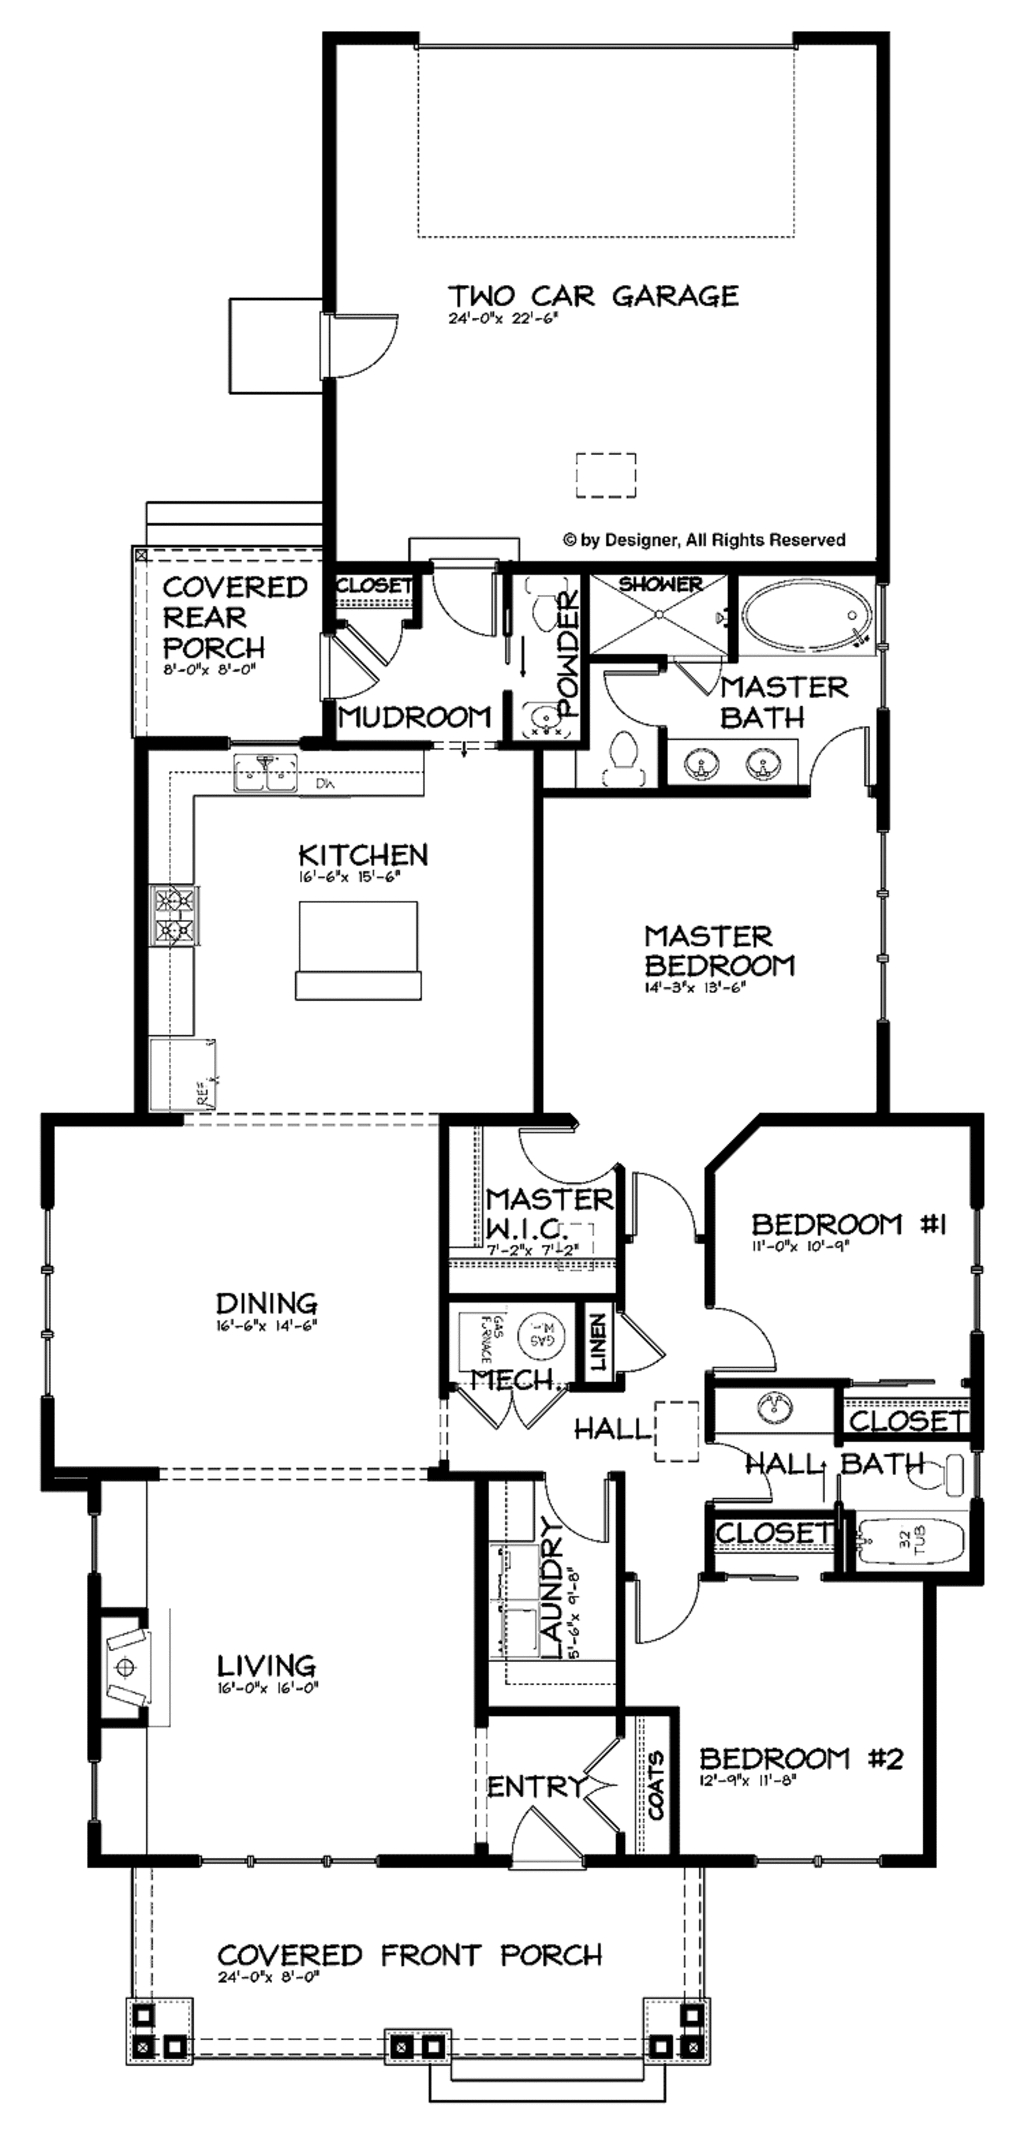 TWO CAR GARAGE
24'-0"x 22'-6"
© by Designer, All Rights Reserved
COVERED
REAR
PORCH
8'-0"x 8'-0"
CLOSET
POWDER
SHOWER
MUDROOM
MASTER
BATH
DW
KITCHEN
16'-6"x 15'-6"
REF
MASTER
BEDROOM
14'-3"x 13'-6"
MASTER
W.I.C.
7'-2"x 7'-2"
BEDROOM #1
11'-0"x 10'-9"
DINING
16'-6"x 14'-6"
GAS
FURNACE
GAS
W.H.
MECH.
LINEN
HALL
CLOSET
HALL BATH
CLOSET
32
TUB
LAUNDRY
5'-6"x 9'-8"
LIVING
16'-0"x 16'-0"
ENTRY
COATS
BEDROOM #2
12'-9"x 11'-8"
COVERED FRONT PORCH
24'-0"x 8'-0"